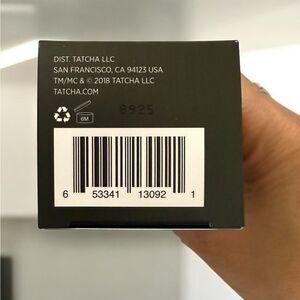 DIST. TATCHA LLC
SAN FRANCISCO, CA 94123 USA
TM/MC & © 2018 TATCHA LLC
TATCHA.COM
8925
6M
6 53341 13092 1